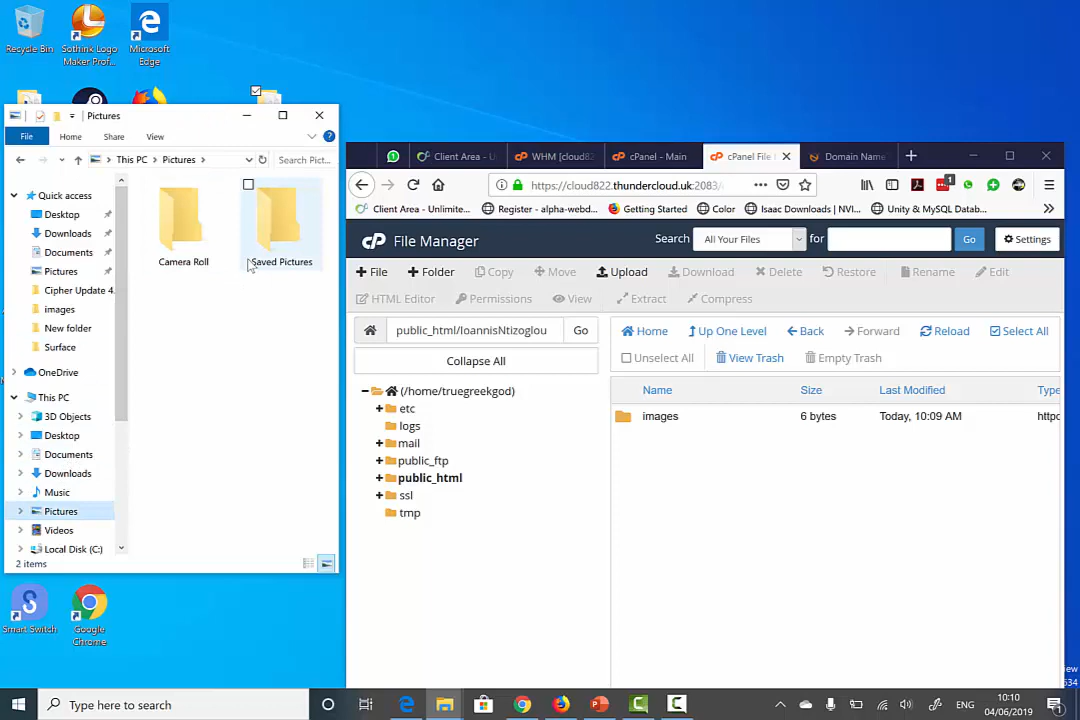 Recycle Bin
Sothink Logo
Maker Prof...
Microsoft
Edge
Pictures
File
Home
Share
View
This PC
Pictures
Search Pict...
Quick access
Desktop
Downloads
Documents
Pictures
Cipher Update 4.
images
New folder
Surface
OneDrive
This PC
3D Objects
Desktop
Documents
Downloads
Music
Pictures
Videos
Local Disk (C:)
Camera Roll
Saved Pictures
2 items
Smart Switch
Google
Chrome
Client Area - Un
WHM [cloud82
cPanel - Main
cPanel File M
Domain Name
https://cloud822.thundercloud.uk:2083/
Client Area - Unlimite...
Register - alpha-webd...
Getting Started
Color
Isaac Downloads | NVI...
Unity & MySQL Datab...
cP File Manager
Search
All Your Files
for
Go
Settings
File
Folder
Copy
Move
Upload
Download
Delete
Restore
Rename
Edit
HTML Editor
Permissions
View
Extract
Compress
public_html/IoannisNtizoglou
Go
Home
Up One Level
Back
Forward
Reload
Select All
Collapse All
Unselect All
View Trash
Empty Trash
(/home/truegreekgod)
etc
logs
mail
public_ftp
public_html
ssl
tmp
Name
Size
Last Modified
Type
images
6 bytes
Today, 10:09 AM
httpd
Type here to search
ENG
10:10
04/06/2019